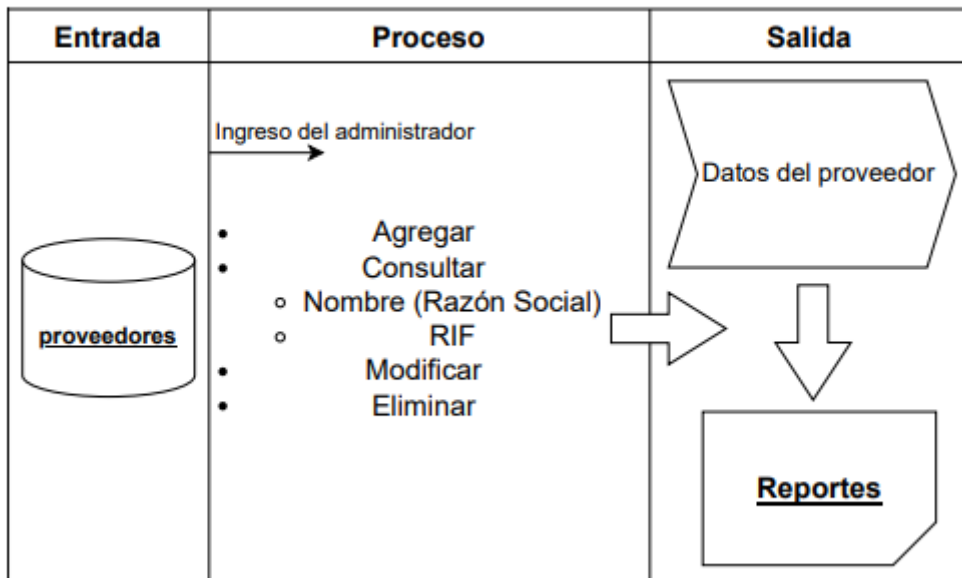 Entrada
Proceso
Salida
Ingreso del administrador
proveedores
• Agregar
• Consultar
○ Nombre (Razón Social)
○ RIF
• Modificar
• Eliminar
Datos del proveedor
Reportes